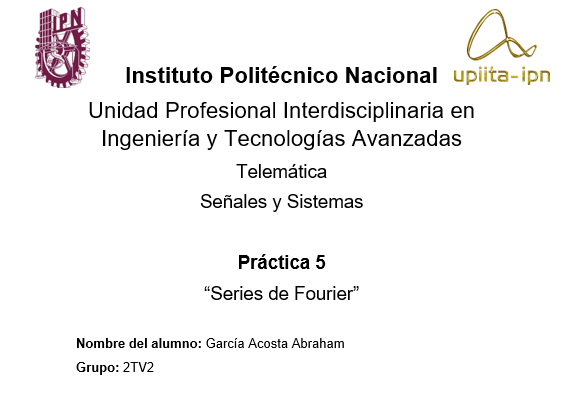 IPN
upiita-ipn
Instituto Politécnico Nacional
Unidad Profesional Interdisciplinaria en
Ingeniería y Tecnologías Avanzadas
Telemática
Señales y Sistemas
Práctica 5
“Series de Fourier”
Nombre del alumno: García Acosta Abraham
Grupo: 2TV2